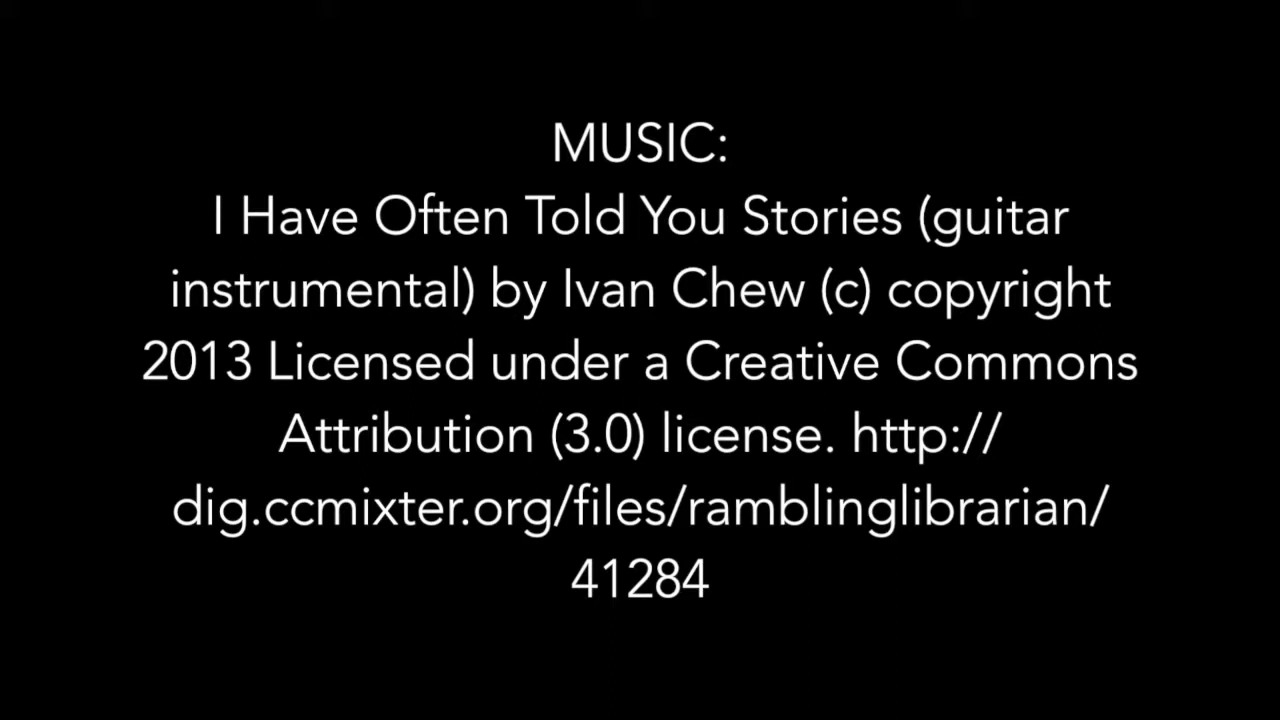 MUSIC:
I Have Often Told You Stories (guitar
instrumental) by Ivan Chew (c) copyright
2013 Licensed under a Creative Commons
Attribution (3.0) license. http://
dig.ccmixter.org/files/ramblinglibrarian/
41284